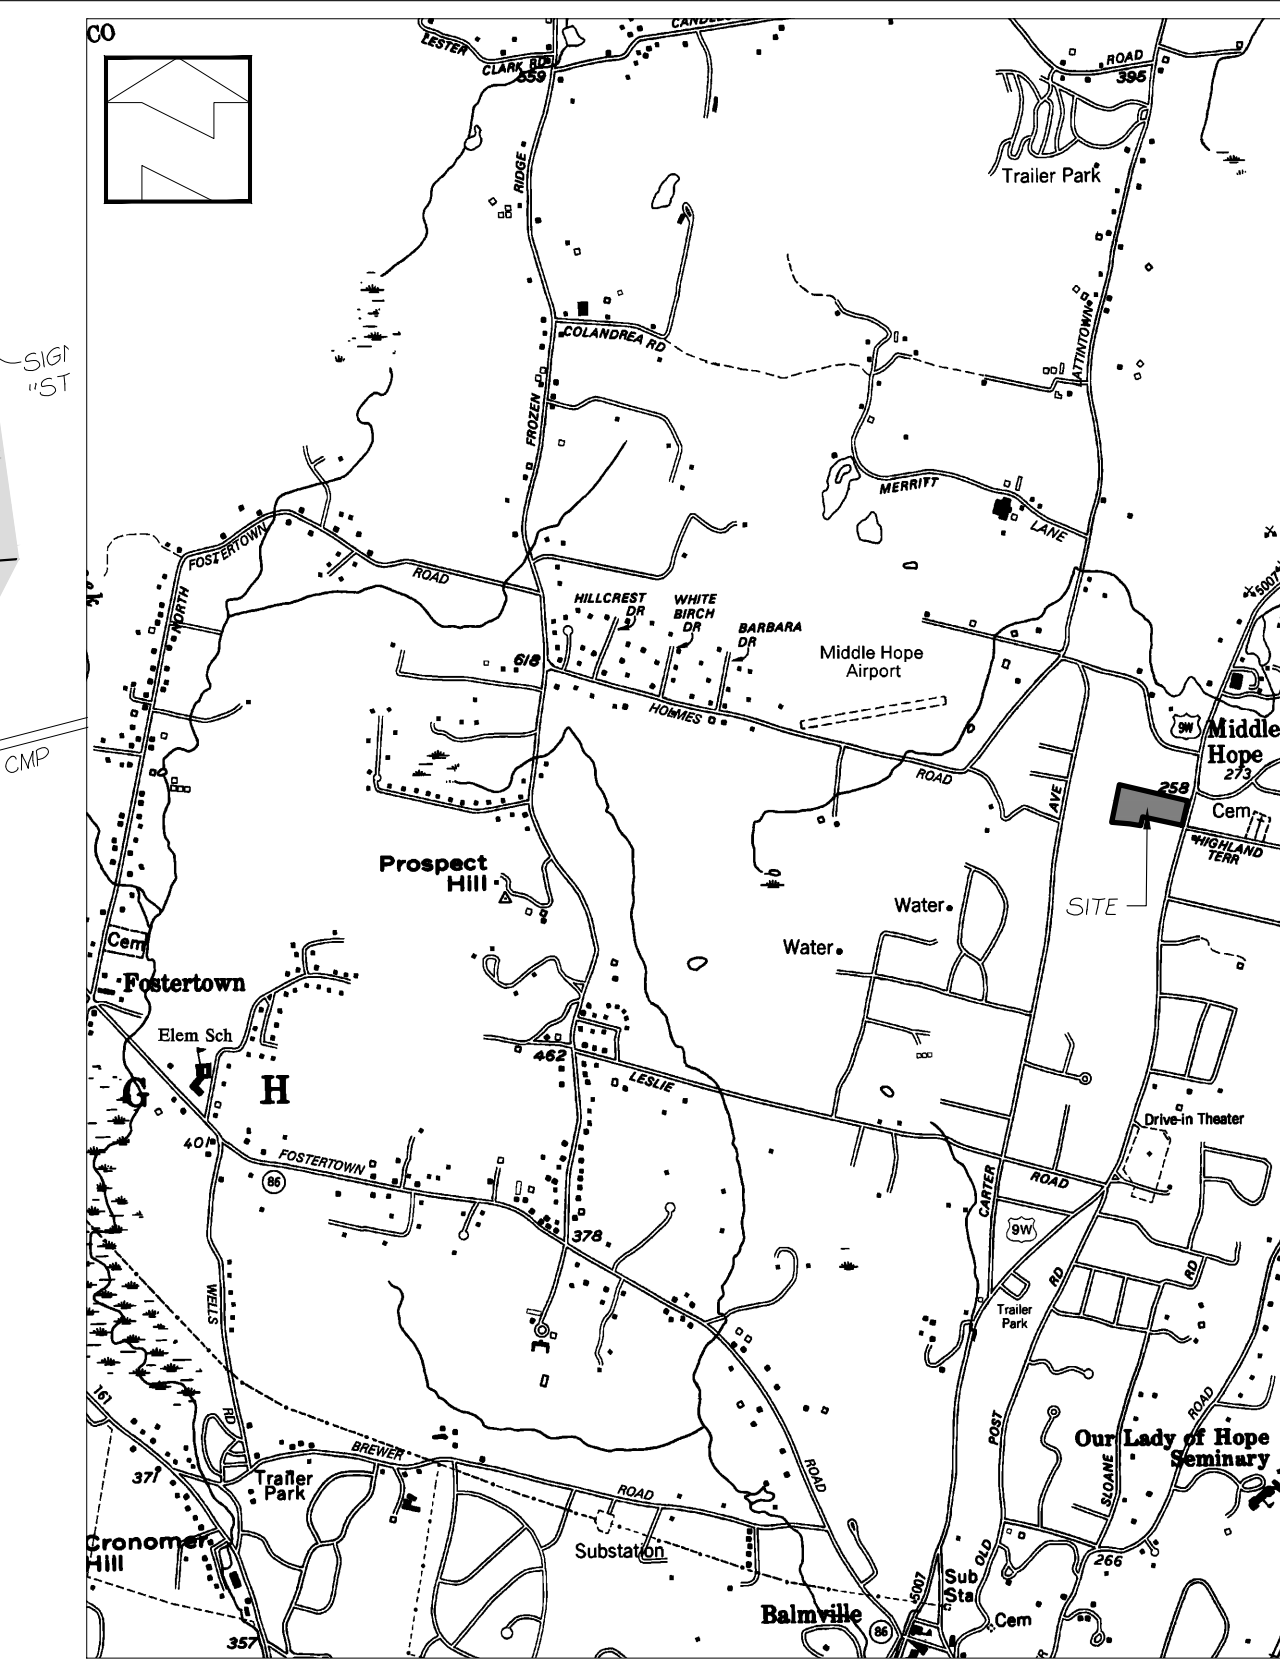 CO
LESTER
CLARK RD
559
ROAD
395
Trailer Park
RIDGE
COLANDREA RD
ATTINTOWN
"ST
FROZEN
MERRITT
LANE
NORTH
FOSTERTOWN
ROAD
5007
HILLCREST
DR
WHITE
BIRCH
DR
BARBARA
DR
618
Middle Hope
Airport
HOLMES
ROAD
9W
Middle
Hope
273
CMP
AVE
258
Cem
HIGHLAND
TERR
SITE
Prospect
Hill
Water
Water
Cem
Fostertown
Elem Sch
G
H
462
LESLIE
Drive-in Theater
401
FOSTERTOWN
86
CARTER
ROAD
9W
378
WELLS
RD
RD
RD
Trailer
Park
161
POST
ROAD
Our Lady of Hope
Seminary
SLOANE
BREWER
ROAD
ROAD
371
Trailer
Park
Cronomer
Hill
Substation
OLD
266
5007
Sub
Sta
Balmville
86
Cem
357